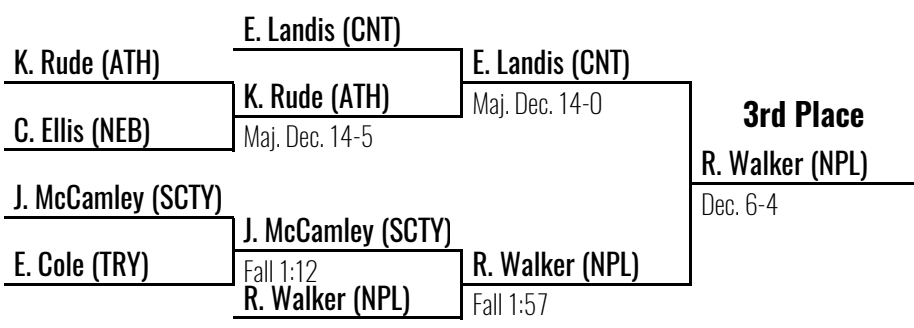 E. Landis (CNT)
K. Rude (ATH)
E. Landis (CNT)
K. Rude (ATH)
Maj. Dec. 14-0
3rd Place
C. Ellis (NEB)
Maj. Dec. 14-5
R. Walker (NPL)
J. McCamley (SCTY)
Dec. 6-4
J. McCamley (SCTY)
E. Cole (TRY)
Fall 1:12
R. Walker (NPL)
R. Walker (NPL)
Fall 1:57